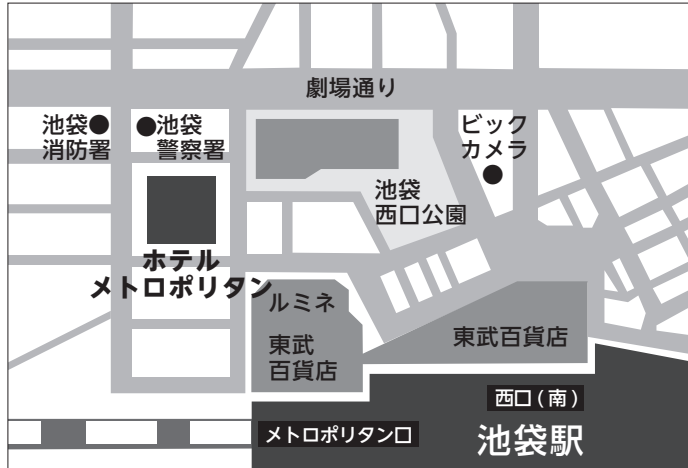 劇場通り
池袋
消防署
池袋
警察署
ビック
カメラ
池袋
西口公園
ホテル
メトロポリタン
ルミネ
東武
百貨店
東武百貨店
西口(南)
メトロポリタン口
池袋駅